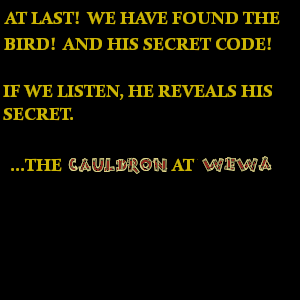 AT LAST! WE HAVE FOUND THE
BIRD! AND HIS SECRET CODE!
IF WE LISTEN, HE REVEALS HIS
SECRET.
...THE CAULDRON AT WEWA